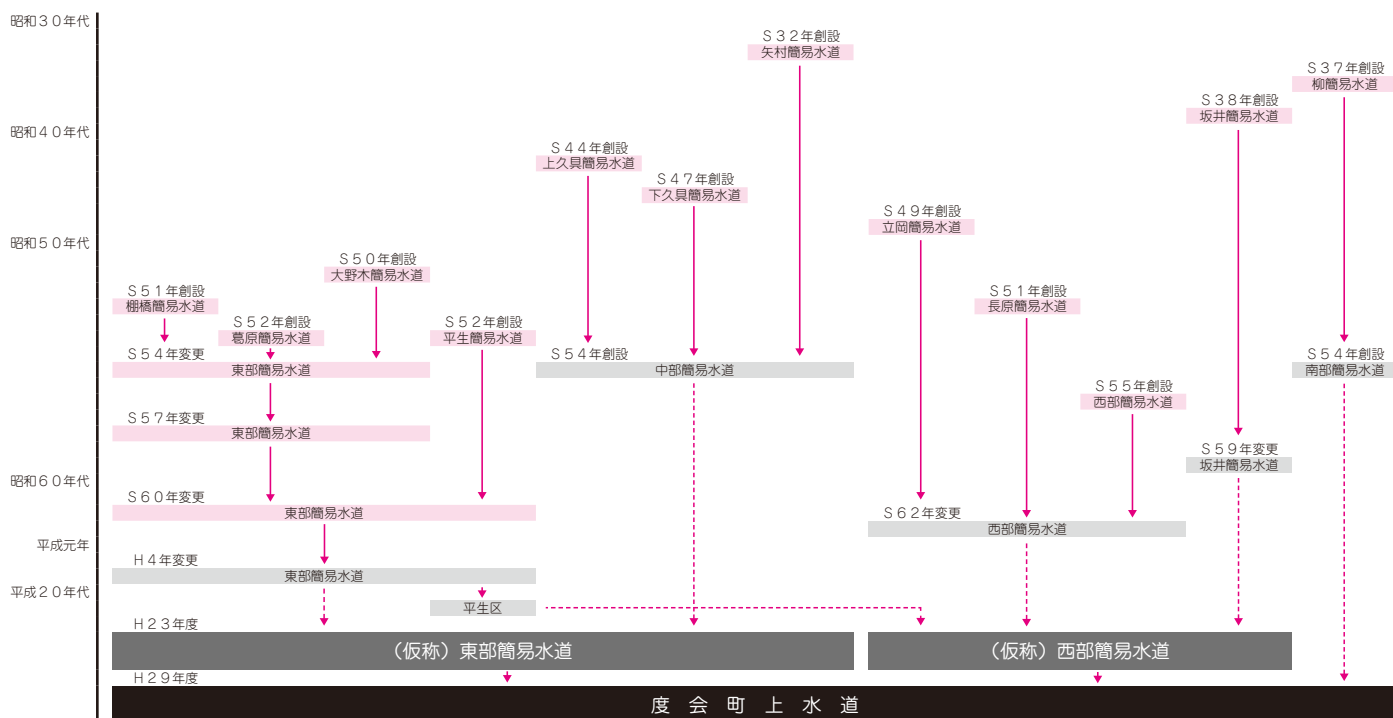 昭和３０年代
Ｓ３２年創設
矢村簡易水道
Ｓ３７年創設
柳簡易水道
Ｓ３８年創設
坂井簡易水道
昭和４０年代
Ｓ４４年創設
上久具簡易水道
Ｓ４７年創設
下久具簡易水道
Ｓ４９年創設
立岡簡易水道
昭和５０年代
Ｓ５０年創設
大野木簡易水道
Ｓ５１年創設
棚橋簡易水道
Ｓ５１年創設
長原簡易水道
Ｓ５２年創設
葛原簡易水道
Ｓ５２年創設
平生簡易水道
Ｓ５４年変更
東部簡易水道
Ｓ５４年創設
中部簡易水道
Ｓ５４年創設
南部簡易水道
Ｓ５５年創設
西部簡易水道
Ｓ５７年変更
東部簡易水道
Ｓ５９年変更
坂井簡易水道
昭和６０年代
Ｓ６０年変更
東部簡易水道
Ｓ６２年変更
西部簡易水道
平成元年
Ｈ４年変更
東部簡易水道
平成２０年代
平生区
Ｈ２３年度
（仮称）東部簡易水道
（仮称）西部簡易水道
Ｈ２９年度
度会町上水道